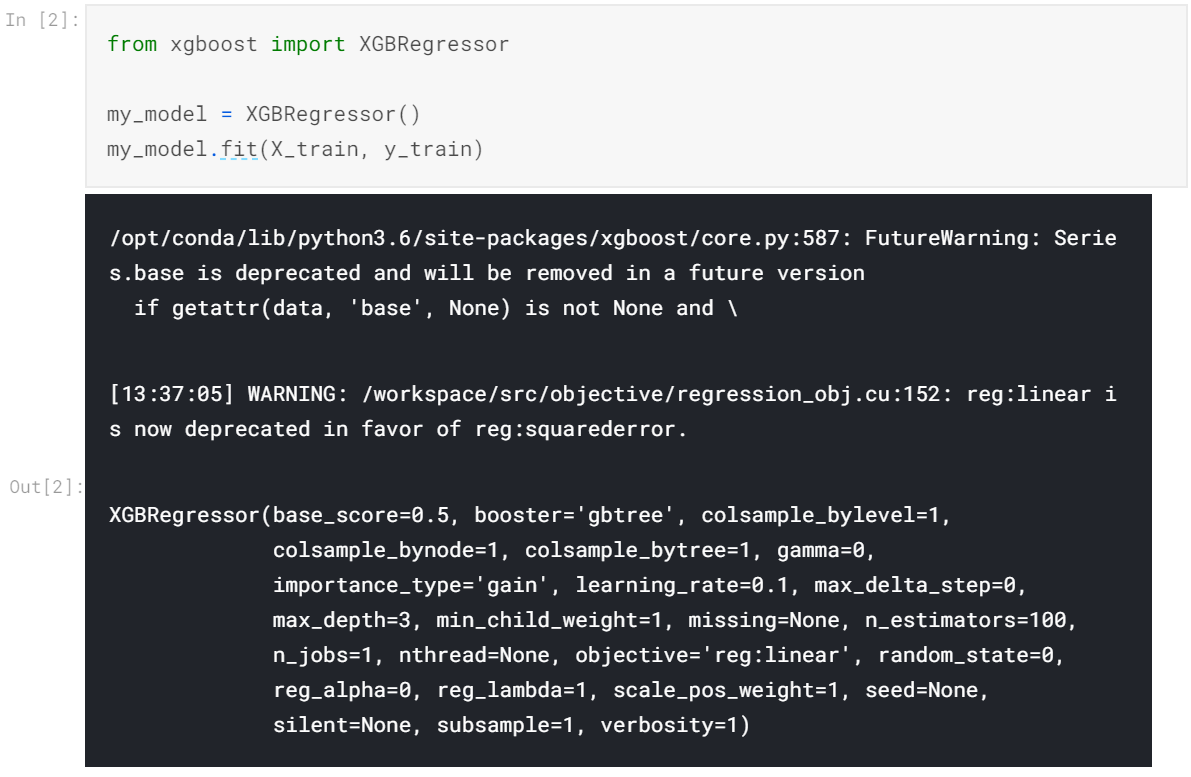 In [2]:
from xgboost import XGBRegressor
my_model = XGBRegressor()
my_model.fit(X_train, y_train)
/opt/conda/lib/python3.6/site-packages/xgboost/core.py:587: FutureWarning: Serie
s.base is deprecated and will be removed in a future version
  if getattr(data, 'base', None) is not None and \
[13:37:05] WARNING: /workspace/src/objective/regression_obj.cu:152: reg:linear i
s now deprecated in favor of reg:squarederror.
Out[2]:
XGBRegressor(base_score=0.5, booster='gbtree', colsample_bylevel=1,
             colsample_bynode=1, colsample_bytree=1, gamma=0,
             importance_type='gain', learning_rate=0.1, max_delta_step=0,
             max_depth=3, min_child_weight=1, missing=None, n_estimators=100,
             n_jobs=1, nthread=None, objective='reg:linear', random_state=0,
             reg_alpha=0, reg_lambda=1, scale_pos_weight=1, seed=None,
             silent=None, subsample=1, verbosity=1)